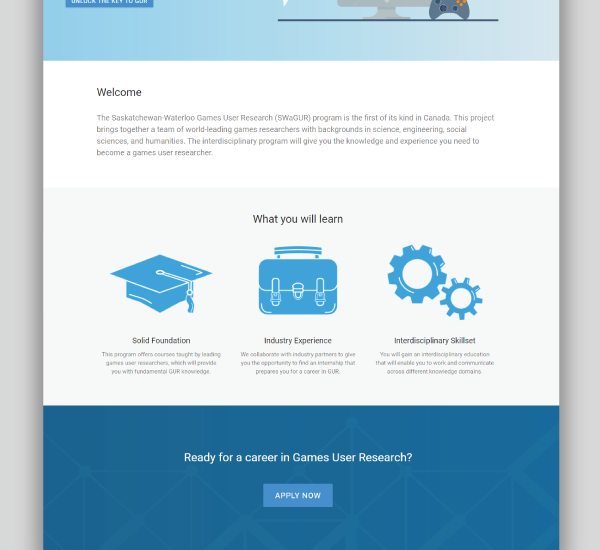 UNLOCK THE KEY TO GUR
Welcome
The Saskatchewan-Waterloo Games User Research (SWaGUR) program is the first of its kind in Canada. This project
brings together a team of world-leading games researchers with backgrounds in science, engineering, social
sciences, and humanities. The interdisciplinary program will give you the knowledge and experience you need to
become a games user researcher.
What you will learn
Solid Foundation
This program offers courses taught by leading
games user researchers, which will provide
you with fundamental GUR knowledge.
Industry Experience
We collaborate with industry partners to give
you the opportunity to find an internship that
prepares you for a career in GUR.
Interdisciplinary Skillset
You will gain an interdisciplinary education
that will enable you to work and communicate
across different knowledge domains.
Ready for a career in Games User Research?
APPLY NOW